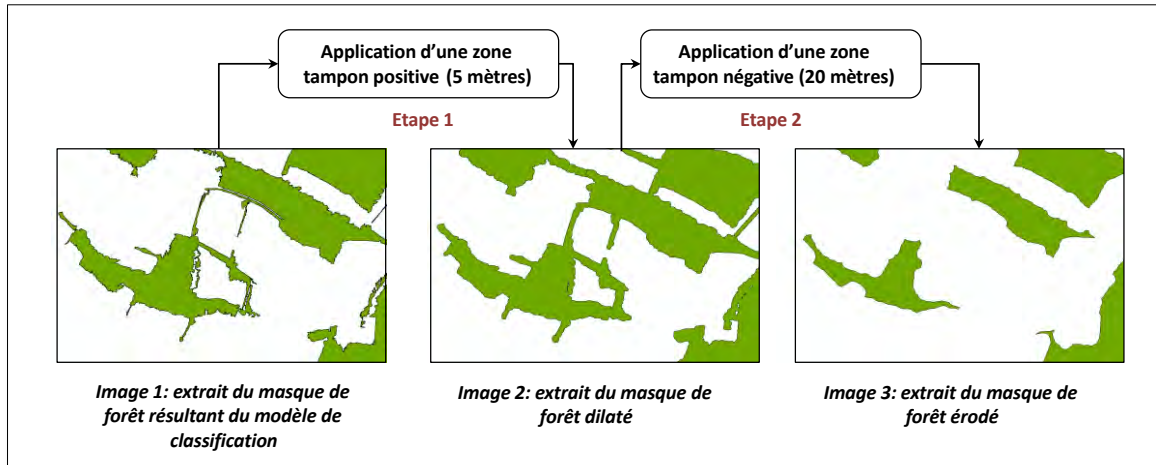 Application d'une zone
tampon positive (5 mètres)
Application d'une zone
tampon négative (20 mètres)
Etape 1
Etape 2
Image 1: extrait du masque de
forêt résultant du modèle de
classification
Image 2: extrait du masque de
forêt dilaté
Image 3: extrait du masque de
forêt érodé